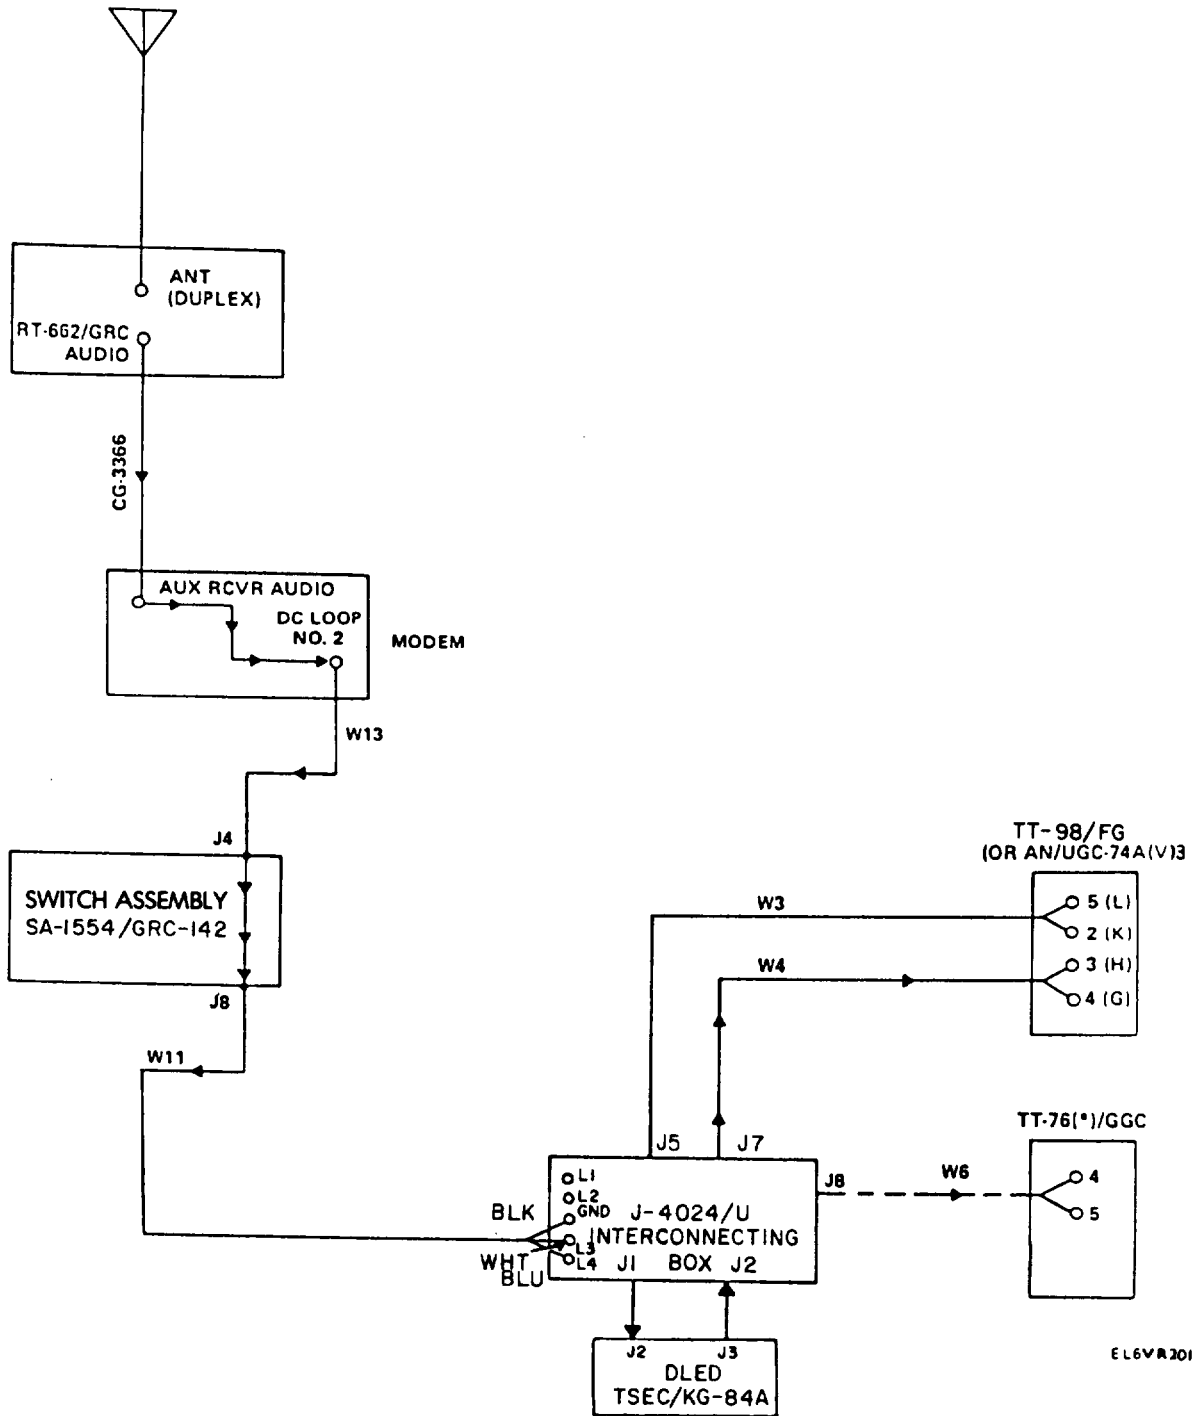 ANT
(DUPLEX)
RT-662/GRC
AUDIO
CG-3366
AUX RCVR AUDIO
DC LOOP
NO. 2
MODEM
W13
J4
SWITCH ASSEMBLY
SA-1554/GRC-142
J8
W11
TT-98/FG
(OR AN/UGC-74A(V)3
5 (L)
2 (K)
3 (H)
4 (G)
W3
W4
TT-76(*)/GGC
4
5
J5
J7
J8
W6
L1
L2
GND
L3
L4
BLK
WHT
BLU
J-4024/U
INTERCONNECTING
J1 BOX J2
J2 J3
DLED
TSEC/KG-84A
EL6VR201